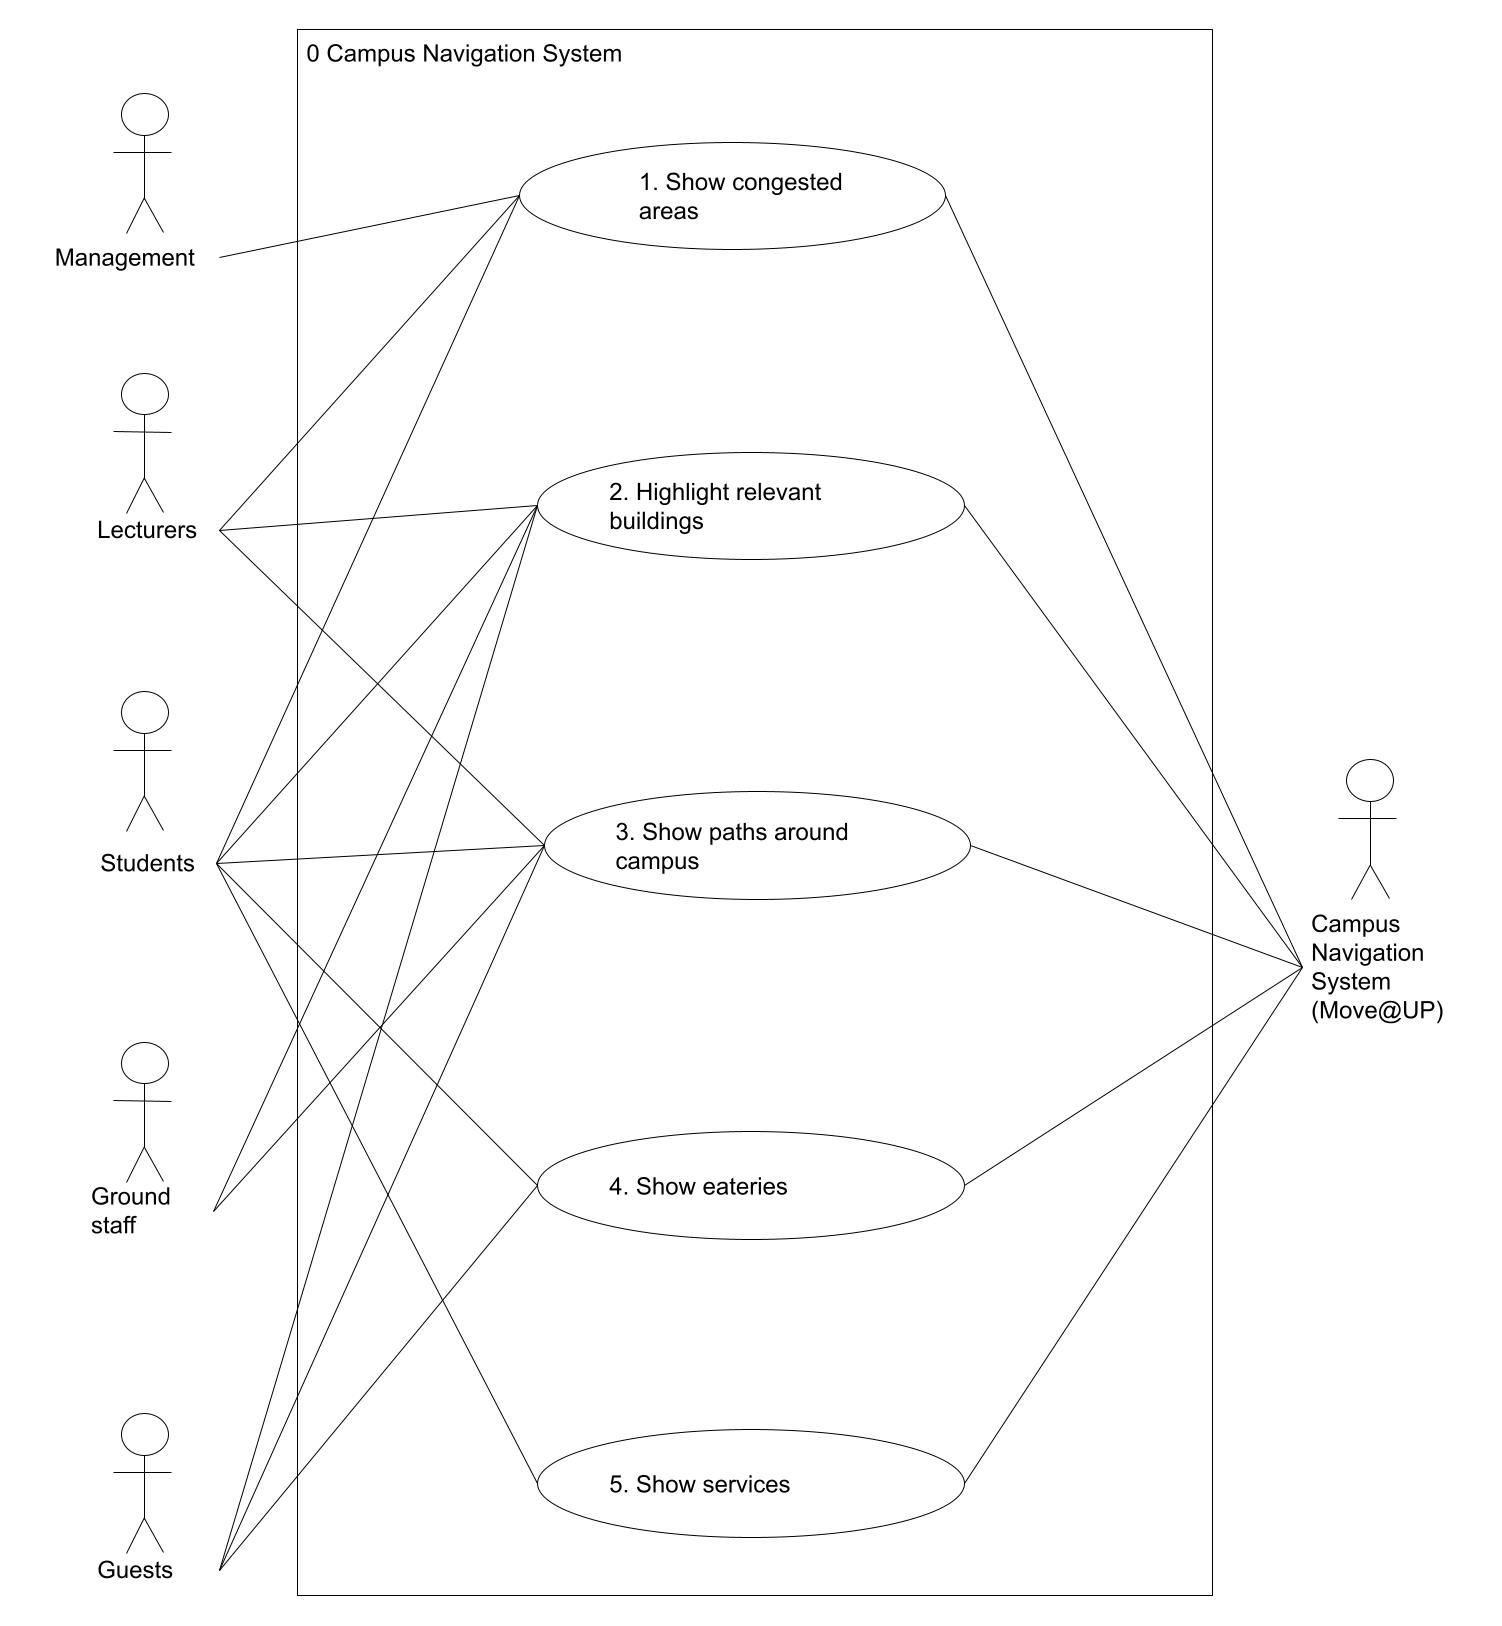 0 Campus Navigation System
1. Show congested
areas
Management
2. Highlight relevant
buildings
Lecturers
3. Show paths around
campus
Students
Campus
Navigation
System
(Move@UP)
4. Show eateries
Ground
staff
5. Show services
Guests